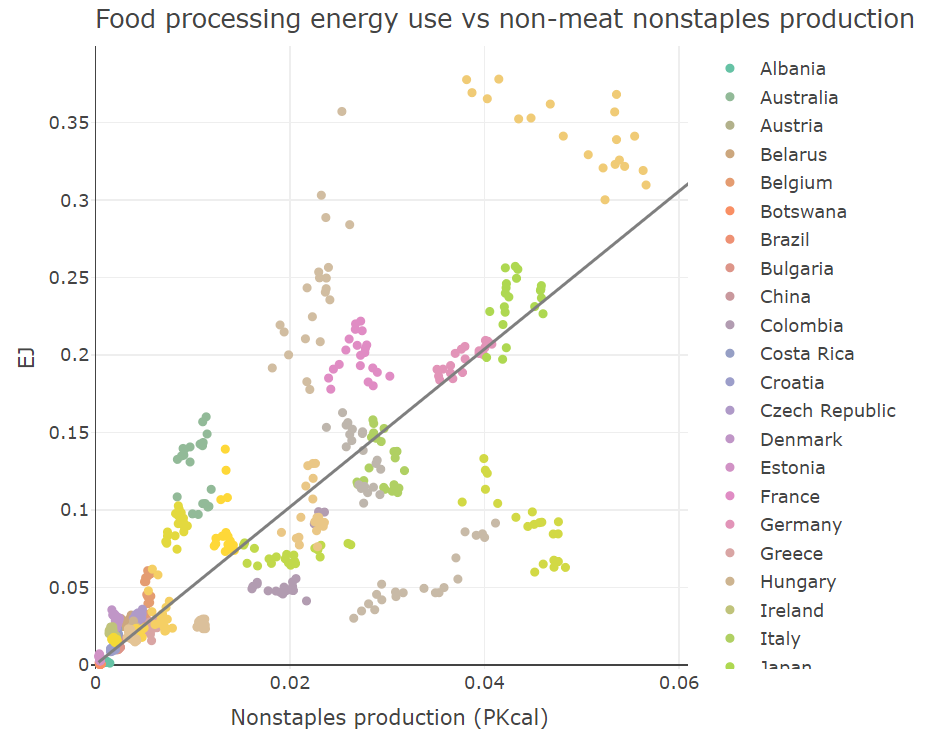 Food processing energy use vs non-meat nonstaples production
EJ
0.35
0.3
0.25
0.2
0.15
0.1
0.05
0
0
0.02
0.04
0.06
Nonstaples production (PKcal)
Albania
Australia
Austria
Belarus
Belgium
Botswana
Brazil
Bulgaria
China
Colombia
Costa Rica
Croatia
Czech Republic
Denmark
Estonia
France
Germany
Greece
Hungary
Ireland
Italy
Japan